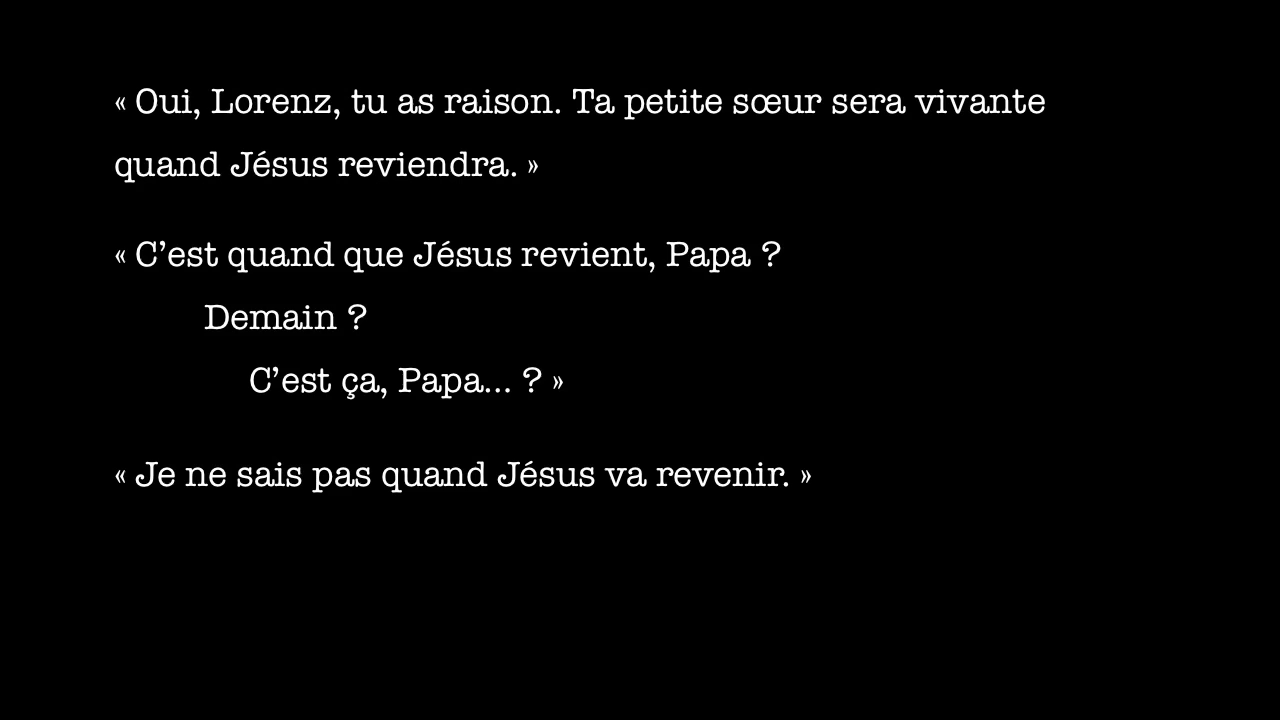 « Oui, Lorenz, tu as raison. Ta petite sœur sera vivante
quand Jésus reviendra. »
« C’est quand que Jésus revient, Papa ?
Demain ?
C’est ça, Papa… ? »
« Je ne sais pas quand Jésus va revenir. »